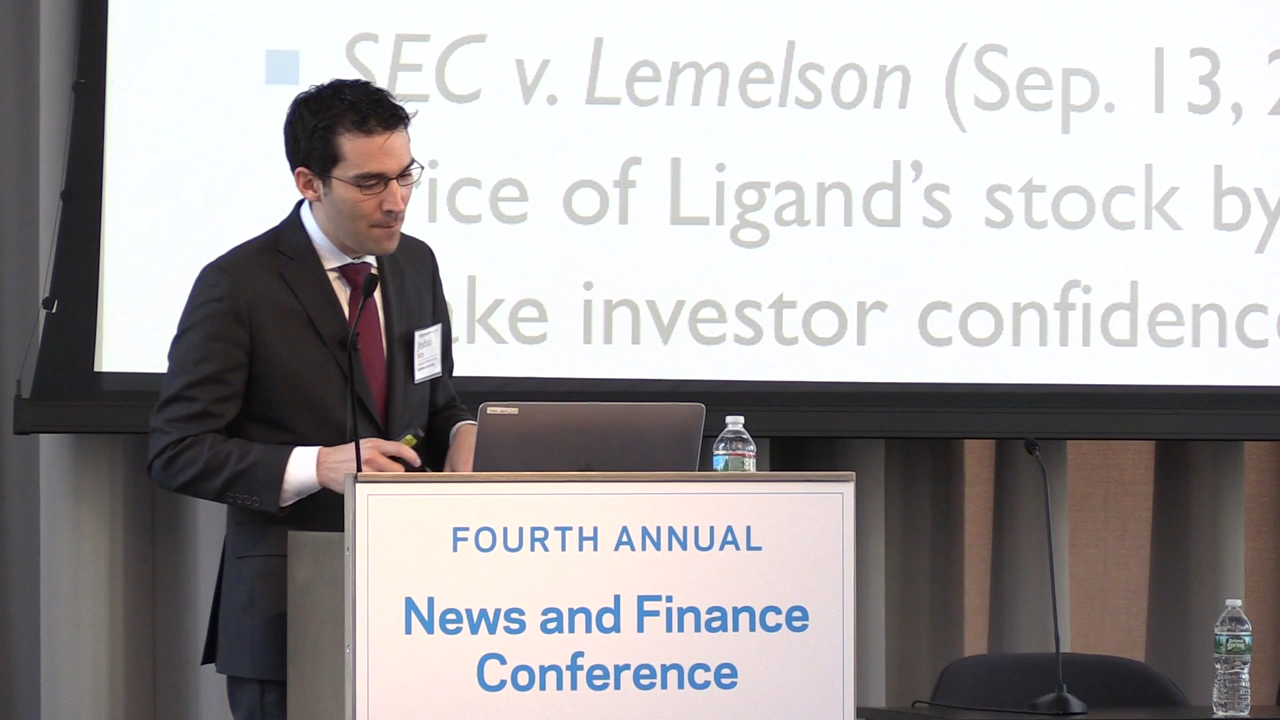 SEC v. Lemelson (Sep. 13,
ice of Ligand's stock by
ake investor confidenc
FOURTH ANNUAL
News and Finance
Conference